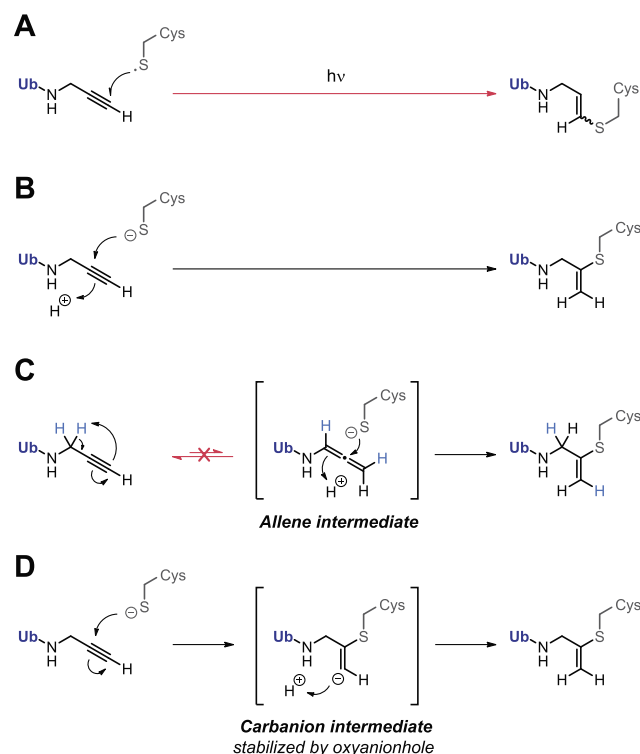 A
Cys
S
Ub
N
H
H
hν
Ub
N
H
H
S
Cys
B
Cys
⊖
S
Ub
N
H
H
H
⊕
Ub
N
H
S
Cys
H
H
C
H
H
Ub
N
H
H
Cys
H
⊖
S
Ub
N
H
H
⊕
H
H
Allene intermediate
H
H
Cys
Ub
N
H
S
H
H
D
Cys
⊖
S
Ub
N
H
H
Cys
Ub
N
H
S
H
⊕
⊖
H
Carbanion intermediate
stabilized by oxyanionhole
Cys
Ub
N
H
S
H
H